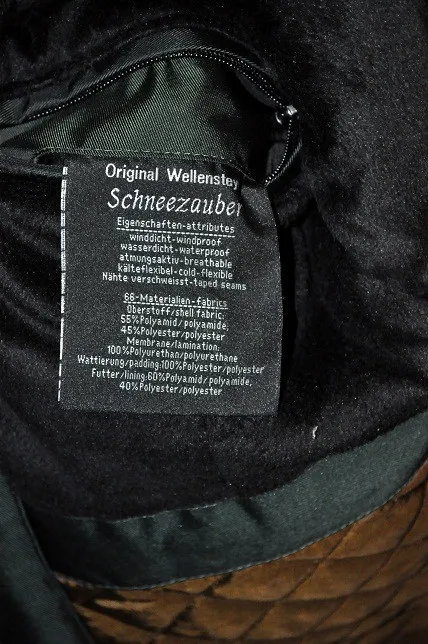 Original Wellenstey
Schneezauber
Eigenschaften-attributes
winddicht-windproof
wasserdicht-waterproof
atmungsaktiv-breathable
kälteflexibel-cold-flexible
Nähte verschweisst-taped seams
66-Materialien-fabrics
Oberstoff/shell fabric:
55%Polyamid/polyamide,
45%Polyester/polyester
Membrane/lamination:
100%Polyurethan/polyurethane
Wattierung/padding:100%Polyester/polyester
Futter/lining:60%Polyamid/polyamide,
40%Polyester/polyester